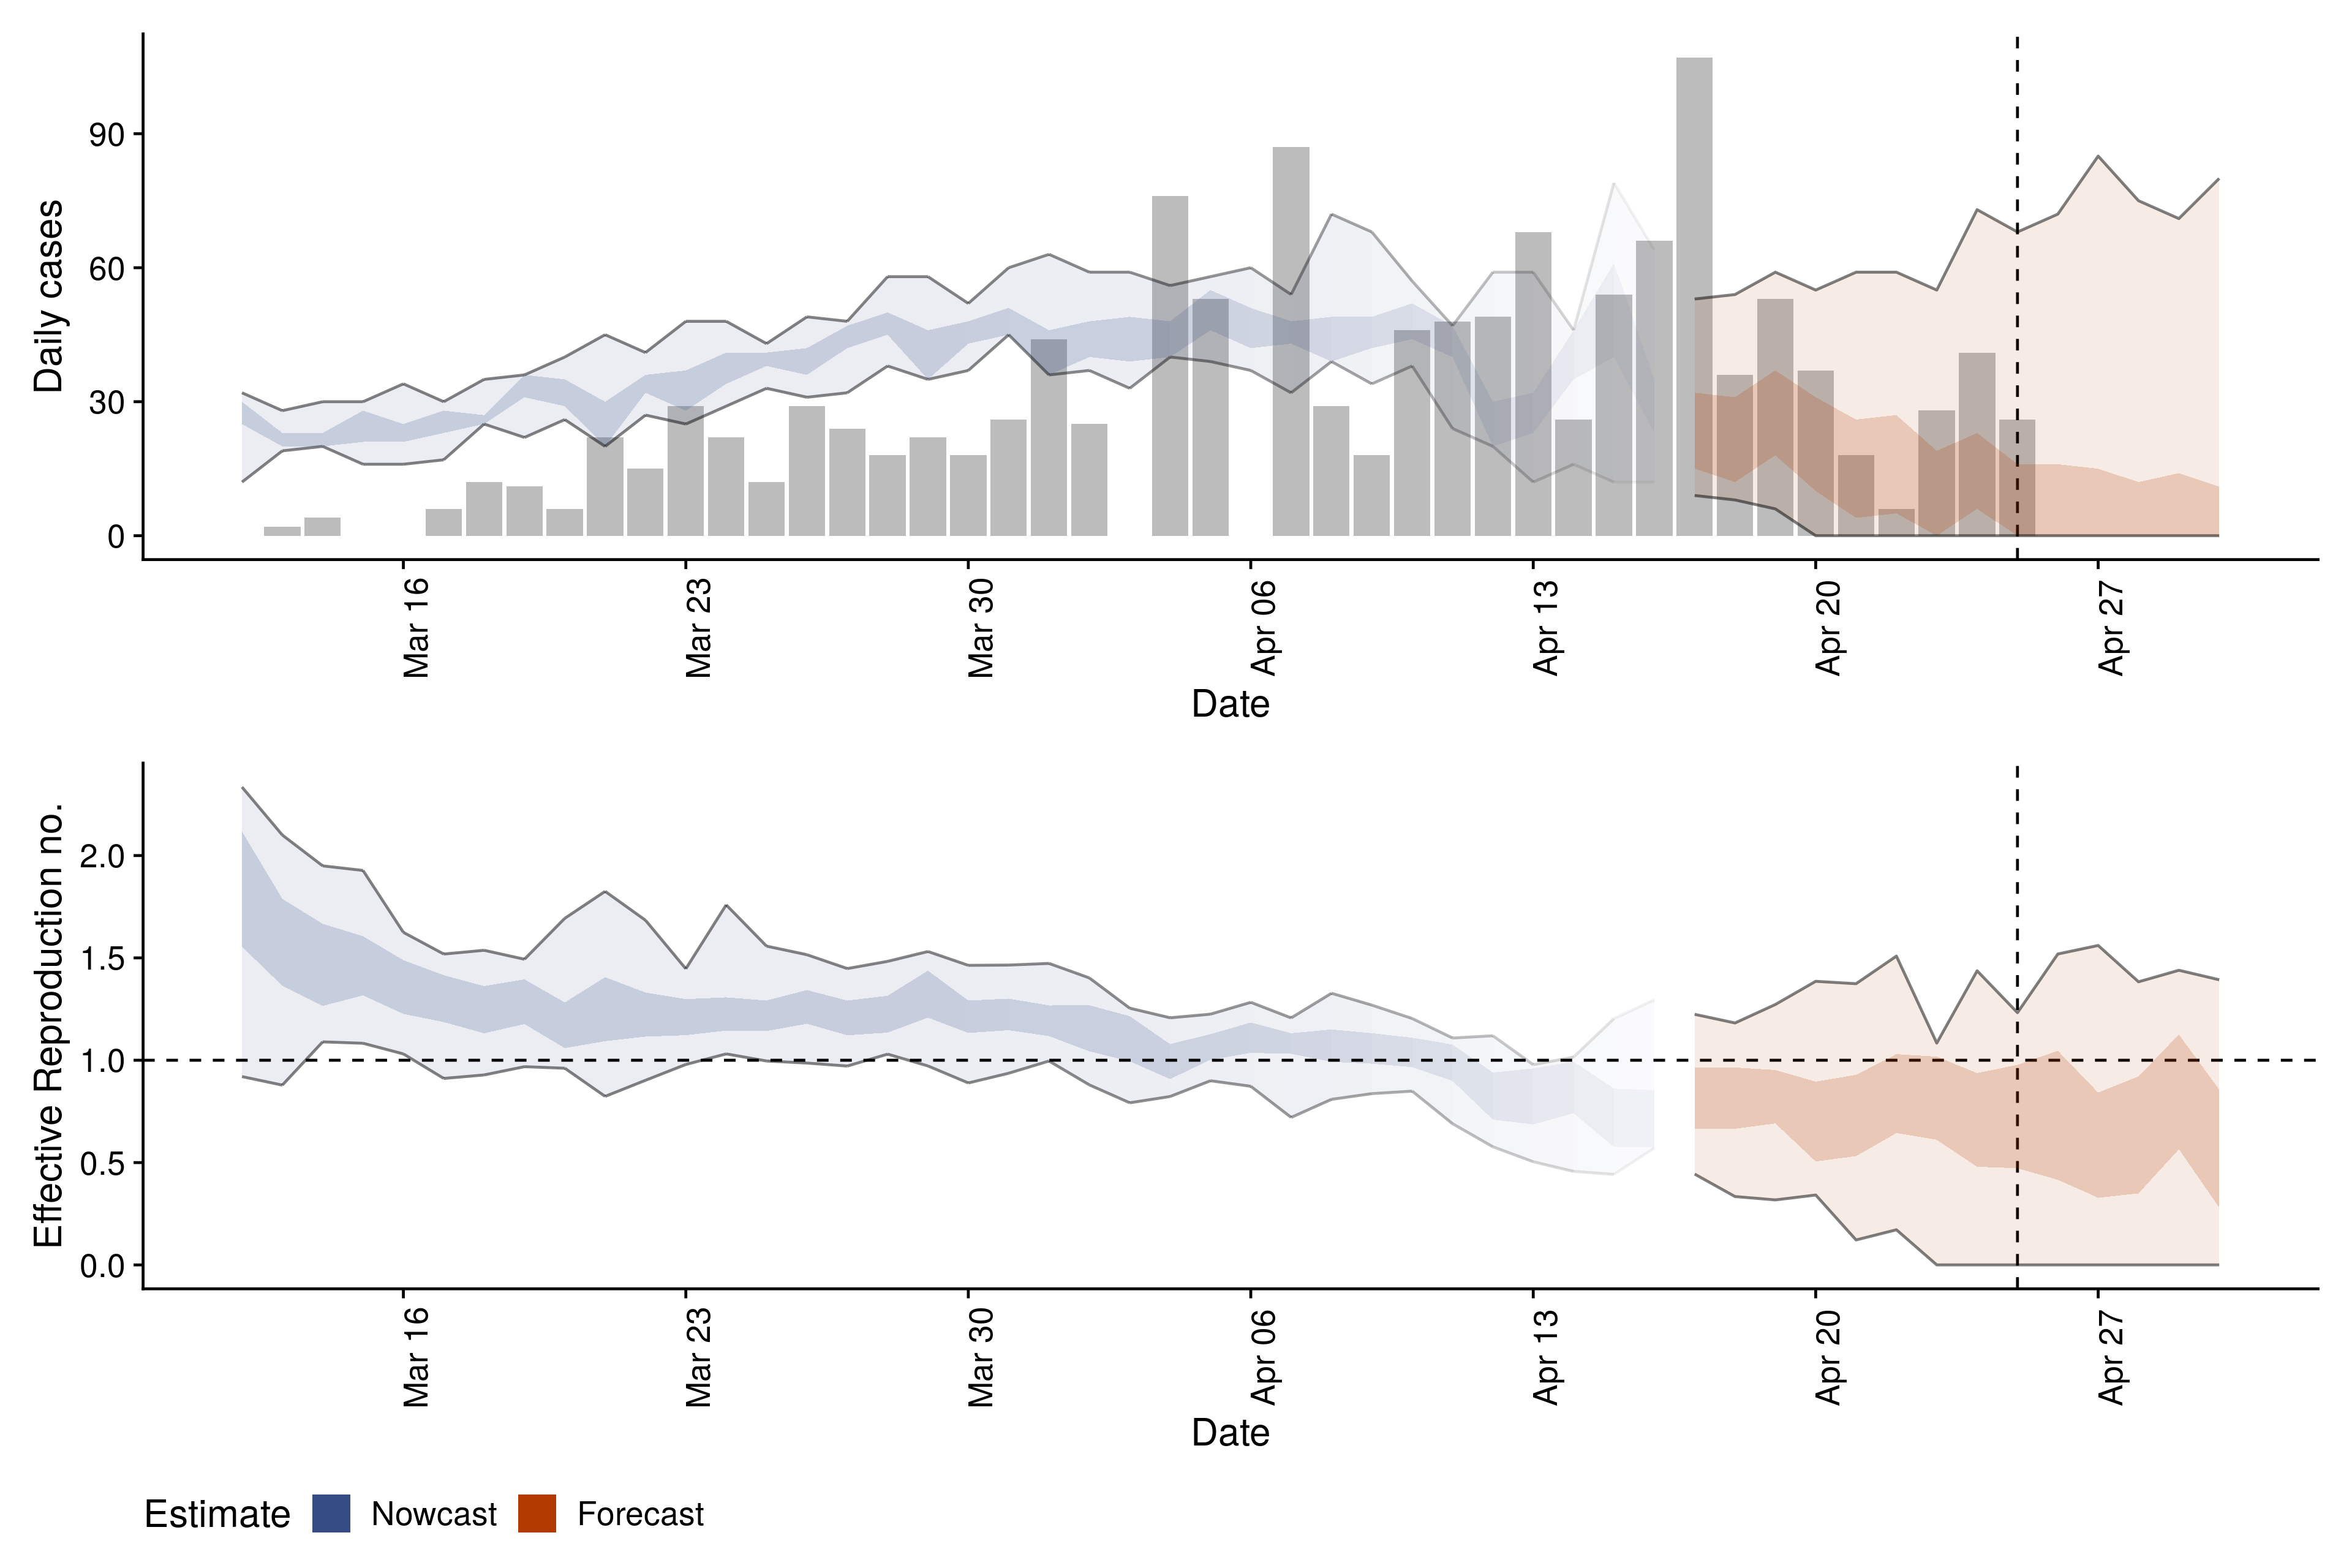 Daily cases
90
60
30
0
Mar 16
Mar 23
Mar 30
Apr 06
Apr 13
Apr 20
Apr 27
Date
Effective Reproduction no.
2.0
1.5
1.0
0.5
0.0
Mar 16
Mar 23
Mar 30
Apr 06
Apr 13
Apr 20
Apr 27
Date
Estimate Nowcast Forecast